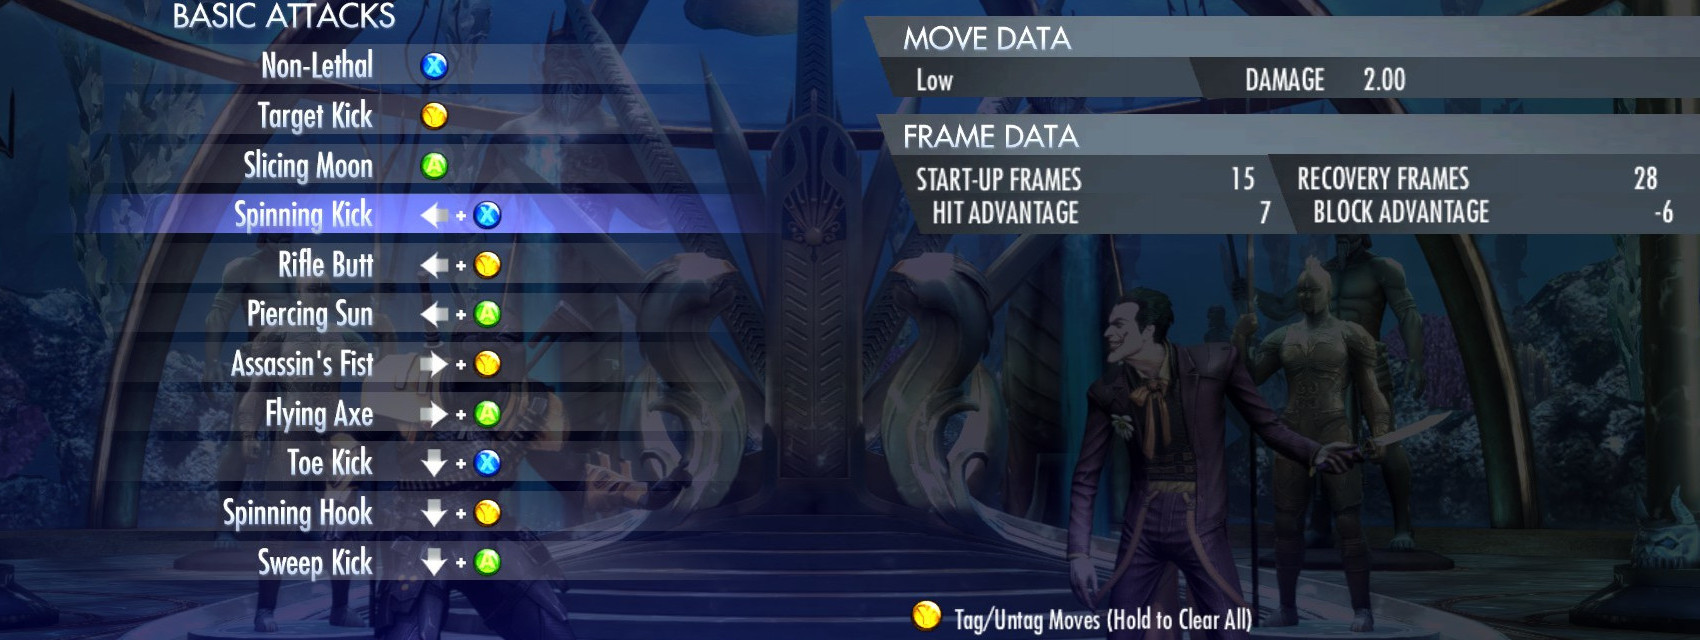 BASIC ATTACKS
Non-Lethal X
Target Kick Y
Slicing Moon A
Spinning Kick + X
Rifle Butt + Y
Piercing Sun + A
Assassin's Fist + Y
Flying Axe + A
Toe Kick + X
Spinning Hook + Y
Sweep Kick + A
MOVE DATA
Low DAMAGE 2.00
FRAME DATA
START-UP FRAMES 15 RECOVERY FRAMES 28
HIT ADVANTAGE 7 BLOCK ADVANTAGE -6
Y Tag/Untag Moves (Hold to Clear All)